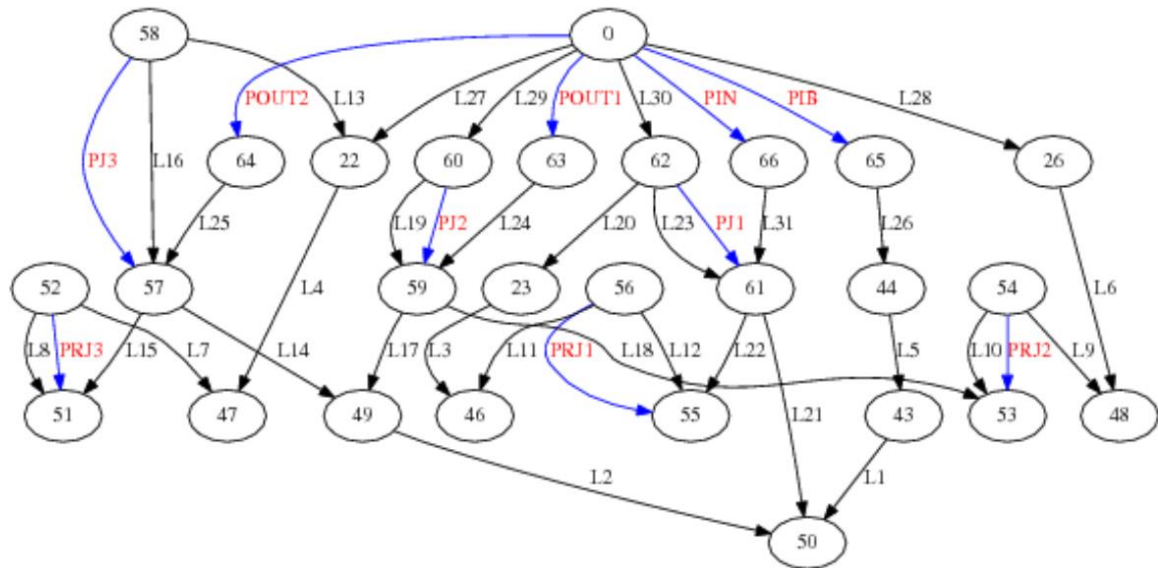 58 0
POUT2 L13 L27 L29 POUT1 L30 PIN PIB L28
PJ3 L16 64 22 60 63 62 66 65 26
L25 L19 PJ2 L24 L20 L23 PJ1 L31 L26
52 57 L4 59 23 56 61 44 54 L6
L8 PRJ3 L15 L7 L14 L17 L3 L11 PRJ1 L18 L12 L22 L5 L10 PRJ2 L9
51 47 49 46 55 L21 43 53 48
L2 L1
50